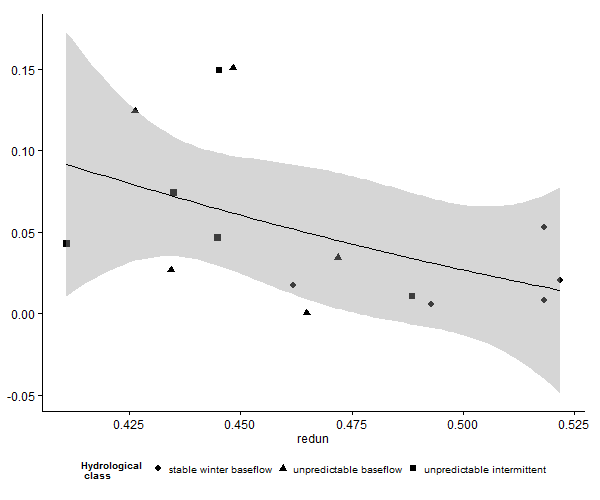 0.15
0.10
0.05
0.00
-0.05
0.425 0.450 0.475 0.500 0.525
redun
Hydrological
class
stable winter baseflow unpredictable baseflow unpredictable intermittent